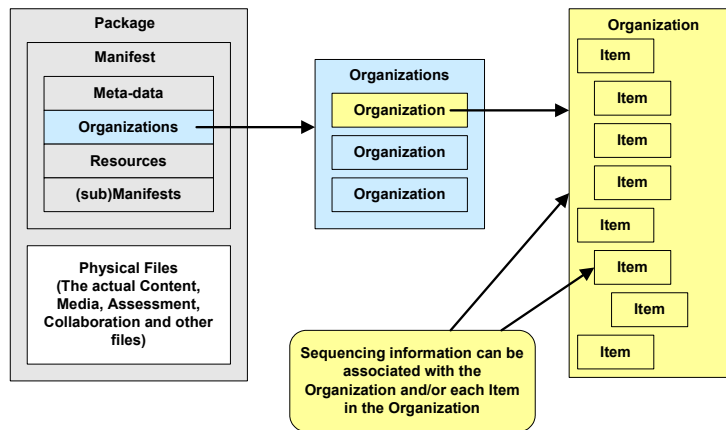 Package
Manifest
Meta-data
Organizations
Resources
(sub)Manifests
Physical Files
(The actual Content,
Media, Assessment,
Collaboration and other
files)
Organizations
Organization
Organization
Organization
Sequencing information can be
associated with the
Organization and/or each Item
in the Organization
Organization
Item
Item
Item
Item
Item
Item
Item
Item